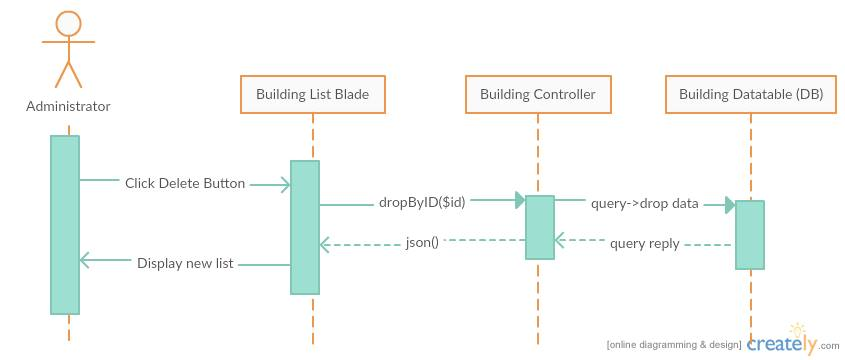 Administrator
Building List Blade
Building Controller
Building Datatable (DB)
Click Delete Button
dropByID($id)
query->drop data
json()
query reply
Display new list
[online diagramming & design] creately.com